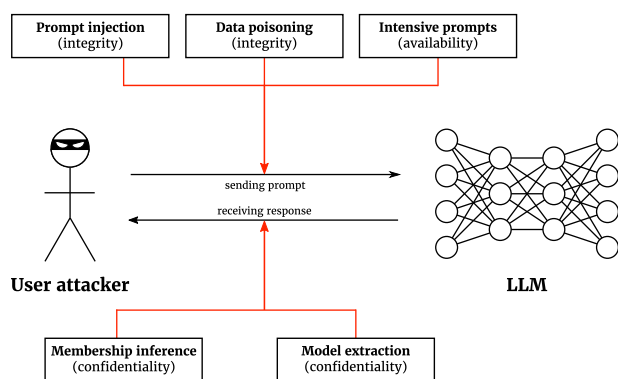 Prompt injection
(integrity)
Data poisoning
(integrity)
Intensive prompts
(availability)
sending prompt
receiving response
User attacker
LLM
Membership inference
(confidentiality)
Model extraction
(confidentiality)